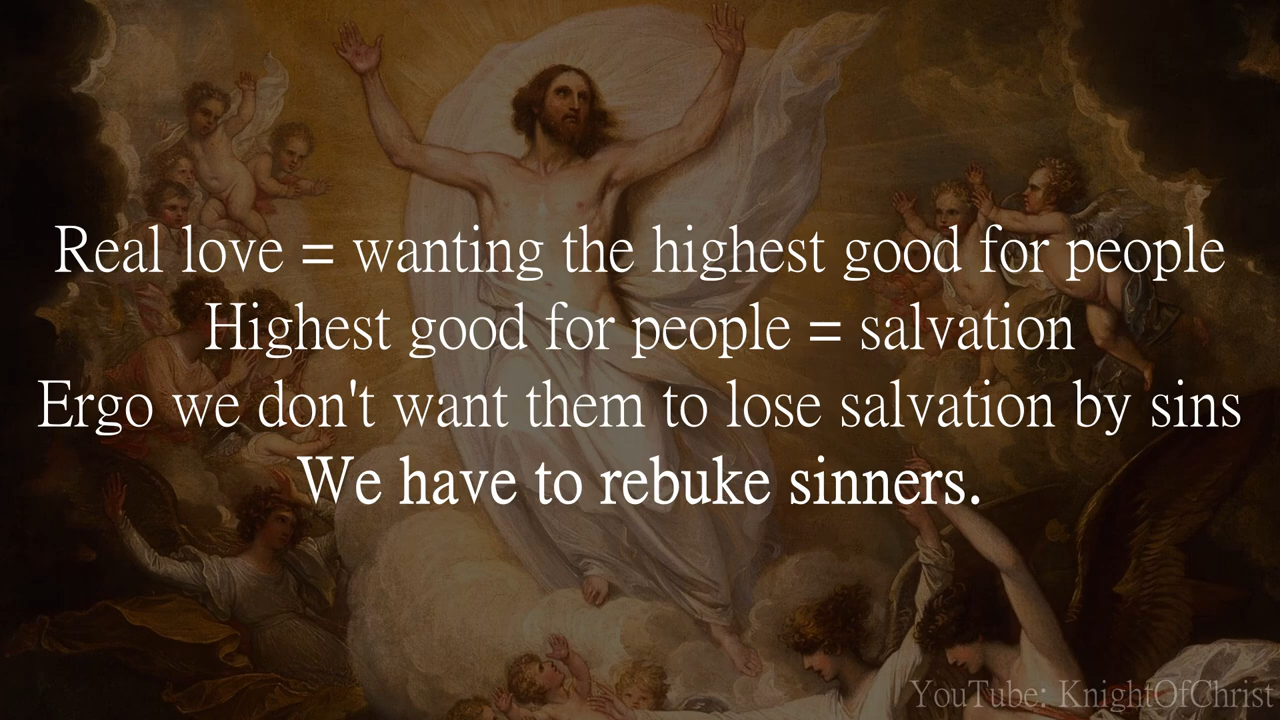 Real love = wanting the highest good for people
Highest good for people = salvation
Ergo we don't want them to lose salvation by sins
We have to rebuke sinners.
YouTube: KnightOfChrist